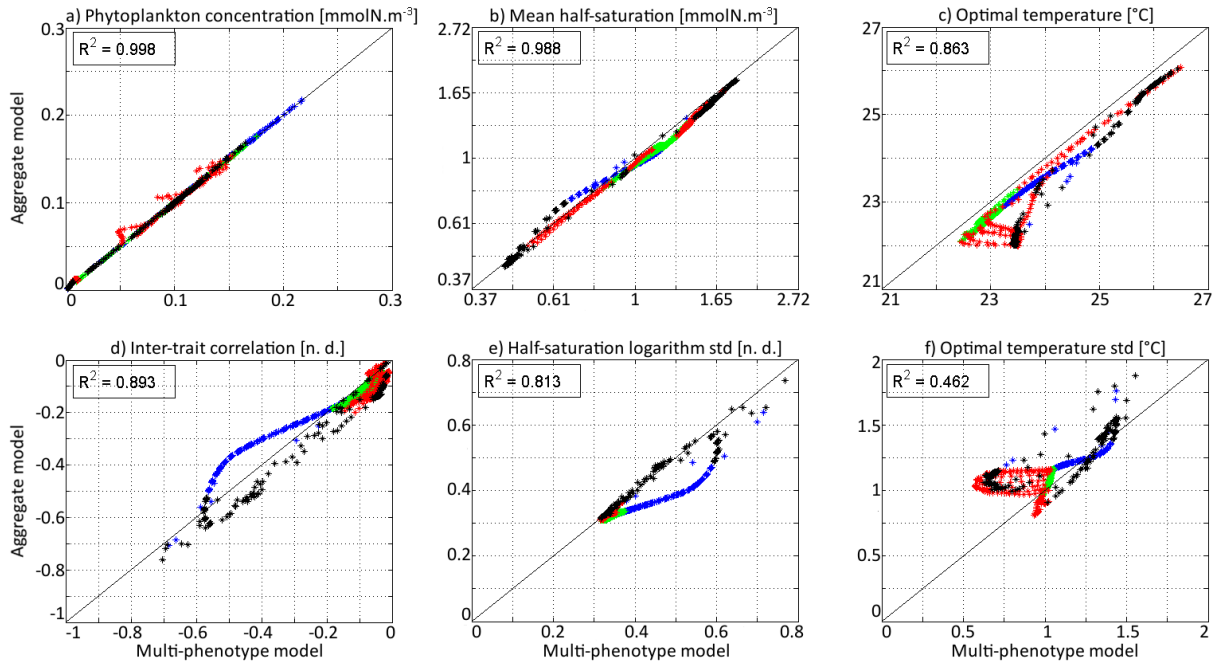 a) Phytoplankton concentration [mmolN.m-3]
R2 = 0.998
Aggregate model
0.3
0.2
0.1
0
0 0.1 0.2 0.3
b) Mean half-saturation [mmolN.m-3]
R2 = 0.988
2.72
1.65
1
0.61
0.37
0.37 0.61 1 1.65 2.72
c) Optimal temperature [°C]
R2 = 0.863
27
25
23
21
21 23 25 27
d) Inter-trait correlation [n. d.]
R2 = 0.893
Aggregate model
0
-0.2
-0.4
-0.6
-0.8
-1
-1 -0.8 -0.6 -0.4 -0.2 0
Multi-phenotype model
e) Half-saturation logarithm std [n. d.]
R2 = 0.813
0.8
0.6
0.4
0.2
0
0 0.2 0.4 0.6 0.8
Multi-phenotype model
f) Optimal temperature std [°C]
R2 = 0.462
2
1.5
1
0.5
0
0 0.5 1 1.5 2
Multi-phenotype model